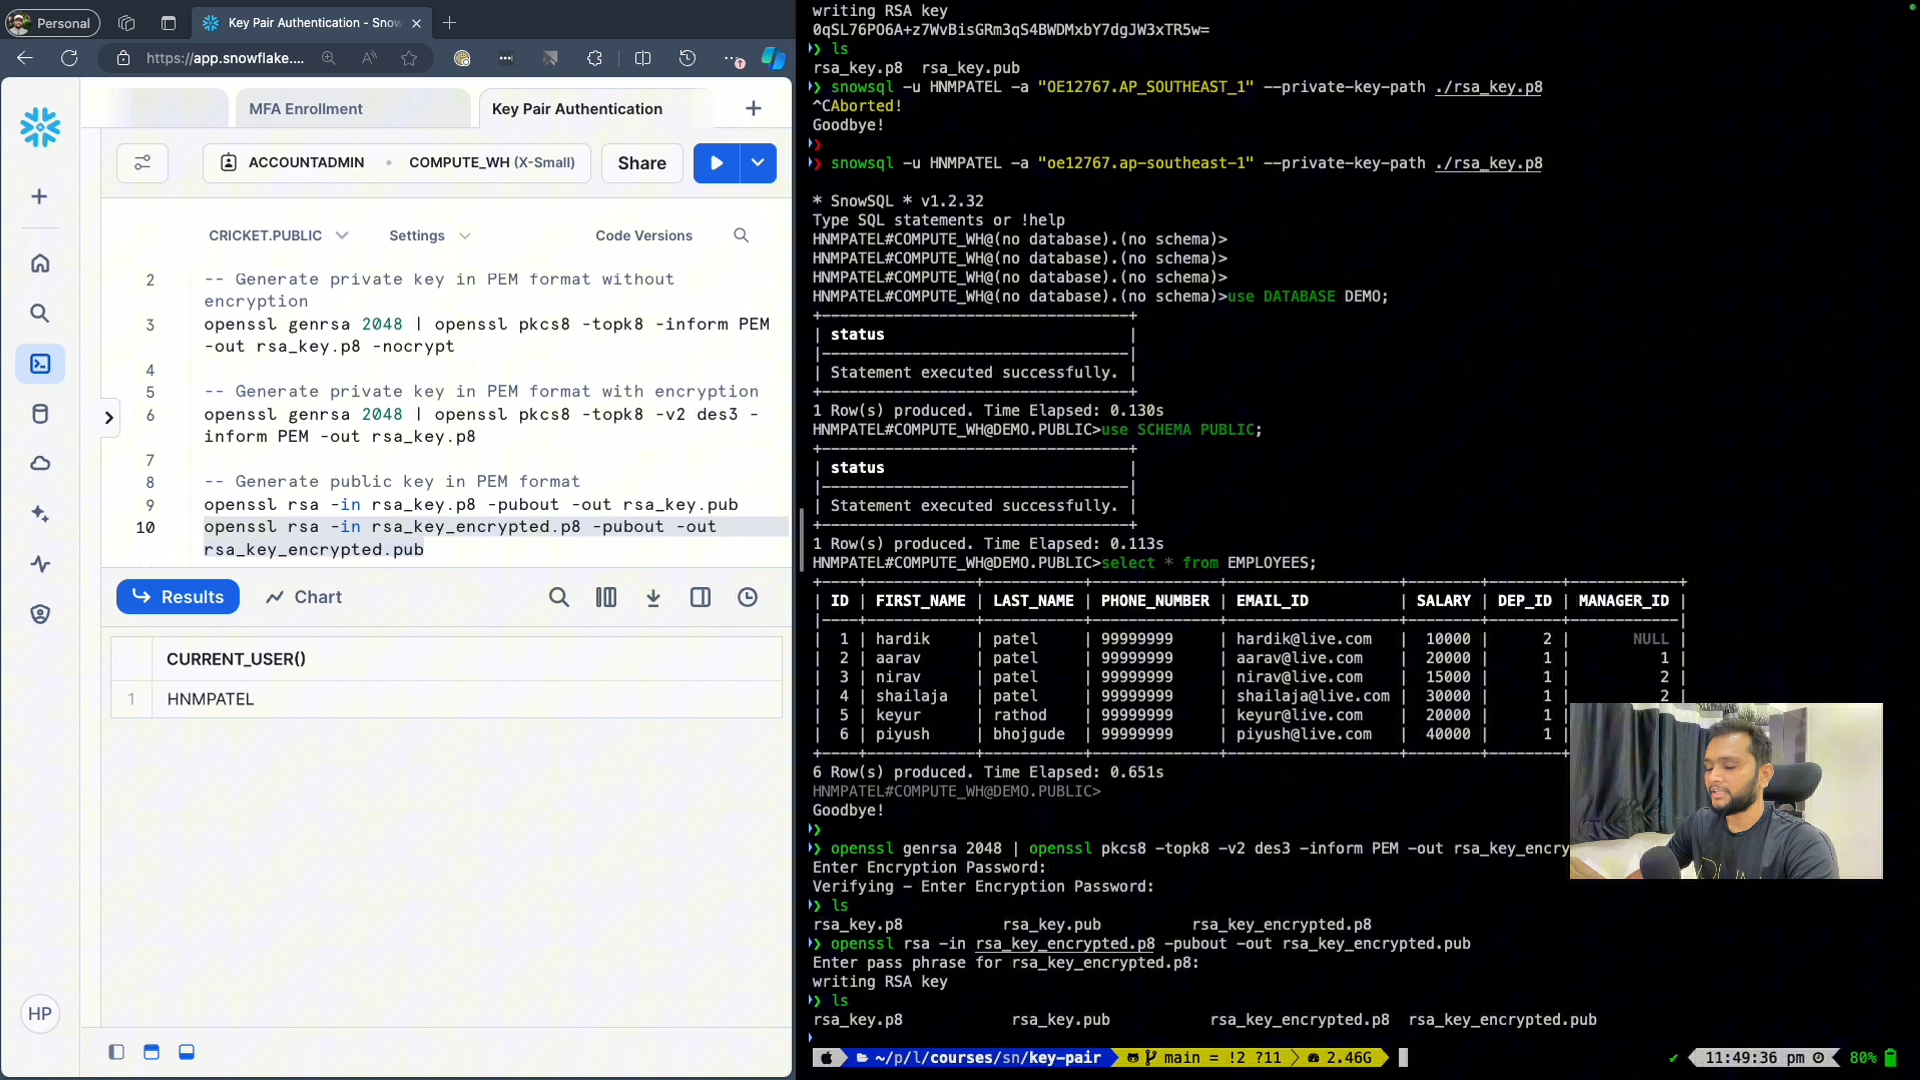 Personal
Key Pair Authentication - Snow
https://app.snowflake....
MFA Enrollment
Key Pair Authentication
ACCOUNTADMIN
COMPUTE_WH (X-Small)
Share
CRICKET.PUBLIC
Settings
Code Versions
2 -- Generate private key in PEM format without
encryption
3 openssl genrsa 2048 | openssl pkcs8 -topk8 -inform PEM
-out rsa_key.p8 -nocrypt
4
5 -- Generate private key in PEM format with encryption
6 openssl genrsa 2048 | openssl pkcs8 -topk8 -v2 des3 -
inform PEM -out rsa_key.p8
7
8 -- Generate public key in PEM format
9 openssl rsa -in rsa_key.p8 -pubout -out rsa_key.pub
10 openssl rsa -in rsa_key_encrypted.p8 -pubout -out
rsa_key_encrypted.pub
Results
Chart
CURRENT_USER()
1 HNMPATEL
HP
writing RSA key
0qSL76PO6A+z7WvBisGRm3qS4BWDMxbY7dgJW3xTR5w=
❯ ls
rsa_key.p8 rsa_key.pub
❯ snowsql -u HNMPATEL -a "OE12767.AP_SOUTHEAST_1" --private-key-path ./rsa_key.p8
^CAborted!
Goodbye!
❯
❯ snowsql -u HNMPATEL -a "oe12767.ap-southeast-1" --private-key-path ./rsa_key.p8
* SnowSQL * v1.2.32
Type SQL statements or !help
HNMPATEL#COMPUTE_WH@(no database).(no schema)>
HNMPATEL#COMPUTE_WH@(no database).(no schema)>
HNMPATEL#COMPUTE_WH@(no database).(no schema)>
HNMPATEL#COMPUTE_WH@(no database).(no schema)>use DATABASE DEMO;
+----------------------------------+
| status |
|----------------------------------|
| Statement executed successfully. |
+----------------------------------+
1 Row(s) produced. Time Elapsed: 0.130s
HNMPATEL#COMPUTE_WH@DEMO.PUBLIC>use SCHEMA PUBLIC;
+----------------------------------+
| status |
|----------------------------------|
| Statement executed successfully. |
+----------------------------------+
1 Row(s) produced. Time Elapsed: 0.113s
HNMPATEL#COMPUTE_WH@DEMO.PUBLIC>select * from EMPLOYEES;
| ID | FIRST_NAME | LAST_NAME | PHONE_NUMBER | EMAIL_ID | SALARY | DEP_ID | MANAGER_ID |
| 1 | hardik | patel | 99999999 | hardik@live.com | 10000 | 2 | NULL |
| 2 | aarav | patel | 99999999 | aarav@live.com | 20000 | 1 | 1 |
| 3 | nirav | patel | 99999999 | nirav@live.com | 15000 | 1 | 2 |
| 4 | shailaja | patel | 99999999 | shailaja@live.com | 30000 | 1 | 2 |
| 5 | keyur | rathod | 99999999 | keyur@live.com | 20000 | 1 |
| 6 | piyush | bhojgude | 99999999 | piyush@live.com | 40000 | 1 |
6 Row(s) produced. Time Elapsed: 0.651s
HNMPATEL#COMPUTE_WH@DEMO.PUBLIC>
Goodbye!
❯
❯ openssl genrsa 2048 | openssl pkcs8 -topk8 -v2 des3 -inform PEM -out rsa_key_encry
Enter Encryption Password:
Verifying - Enter Encryption Password:
❯ ls
rsa_key.p8 rsa_key.pub rsa_key_encrypted.p8
❯ openssl rsa -in rsa_key_encrypted.p8 -pubout -out rsa_key_encrypted.pub
Enter pass phrase for rsa_key_encrypted.p8:
writing RSA key
❯ ls
rsa_key.p8 rsa_key.pub rsa_key_encrypted.p8 rsa_key_encrypted.pub
~/p/l/courses/sn/key-pair main = !2 ?11 2.46G ✔ 11:49:36 pm 80%